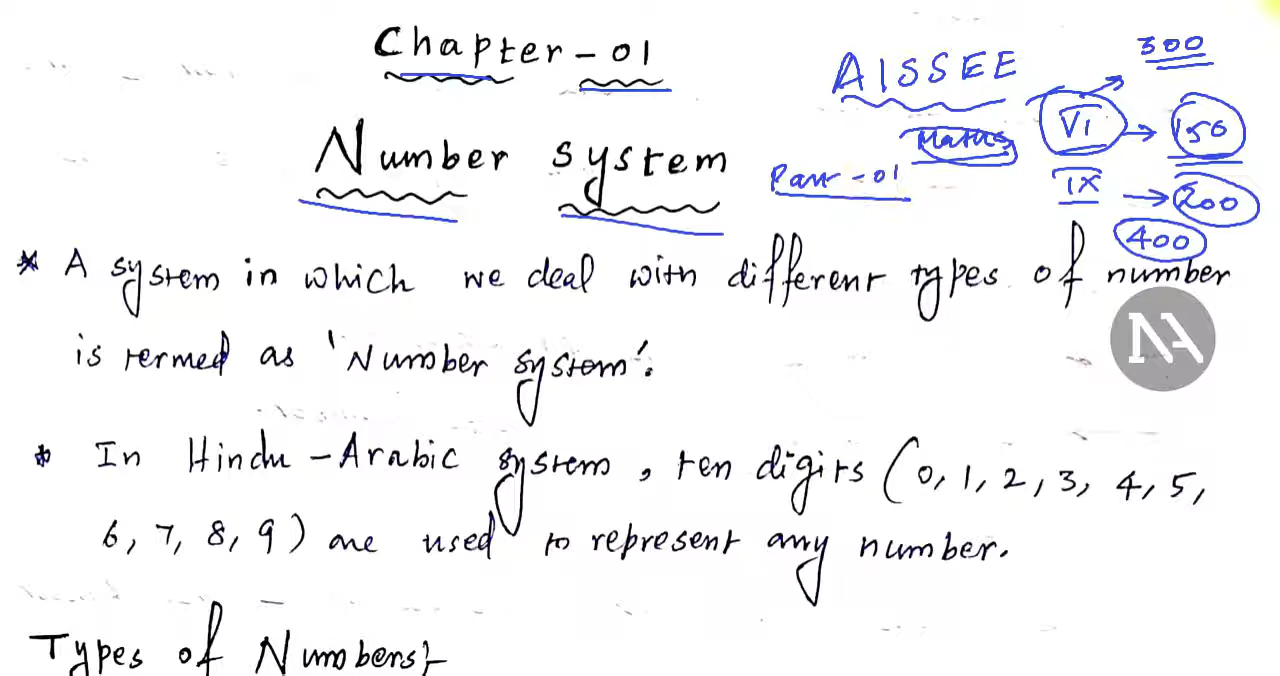 Chapter-01
AISSEE
300
Number system
Maths
VI → 150
Part-01
IX → 200
400
* A system in which we deal with different types of number
is termed as 'Number system'.
NA
* In Hindu-Arabic system, ten digits (0, 1, 2, 3, 4, 5,
6, 7, 8, 9) are used to represent any number.
Types of Numbers:-